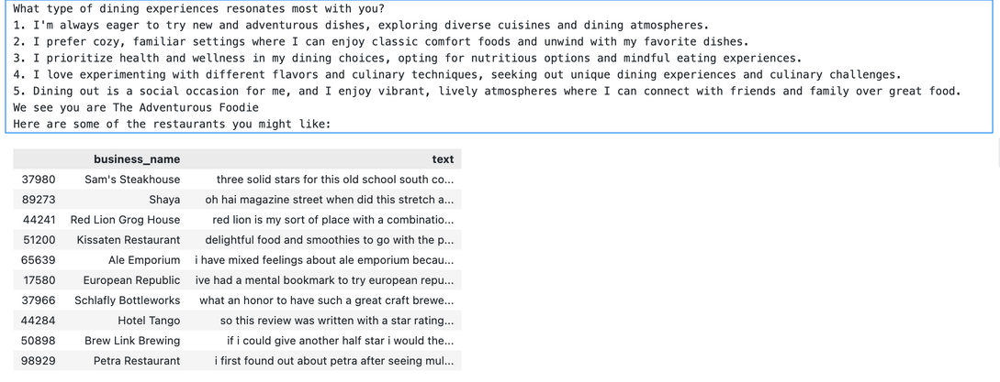 What type of dining experiences resonates most with you?
1. I'm always eager to try new and adventurous dishes, exploring diverse cuisines and dining atmospheres.
2. I prefer cozy, familiar settings where I can enjoy classic comfort foods and unwind with my favorite dishes.
3. I prioritize health and wellness in my dining choices, opting for nutritious options and mindful eating experiences.
4. I love experimenting with different flavors and culinary techniques, seeking out unique dining experiences and culinary challenges.
5. Dining out is a social occasion for me, and I enjoy vibrant, lively atmospheres where I can connect with friends and family over great food.
We see you are The Adventurous Foodie
Here are some of the restaurants you might like:
business_name text
37980 Sam's Steakhouse three solid stars for this old school south co...
89273 Shaya oh hai magazine street when did this stretch a...
44241 Red Lion Grog House red lion is my sort of place with a combinatio...
51200 Kissaten Restaurant delightful food and smoothies to go with the p...
65639 Ale Emporium i have mixed feelings about ale emporium becau...
17580 European Republic ive had a mental bookmark to try european repu...
37966 Schlafly Bottleworks what an honor to have such a great craft brewe...
44284 Hotel Tango so this review was written with a star rating...
50898 Brew Link Brewing if i could give another half star i would the...
98929 Petra Restaurant i first found out about petra after seeing mul...